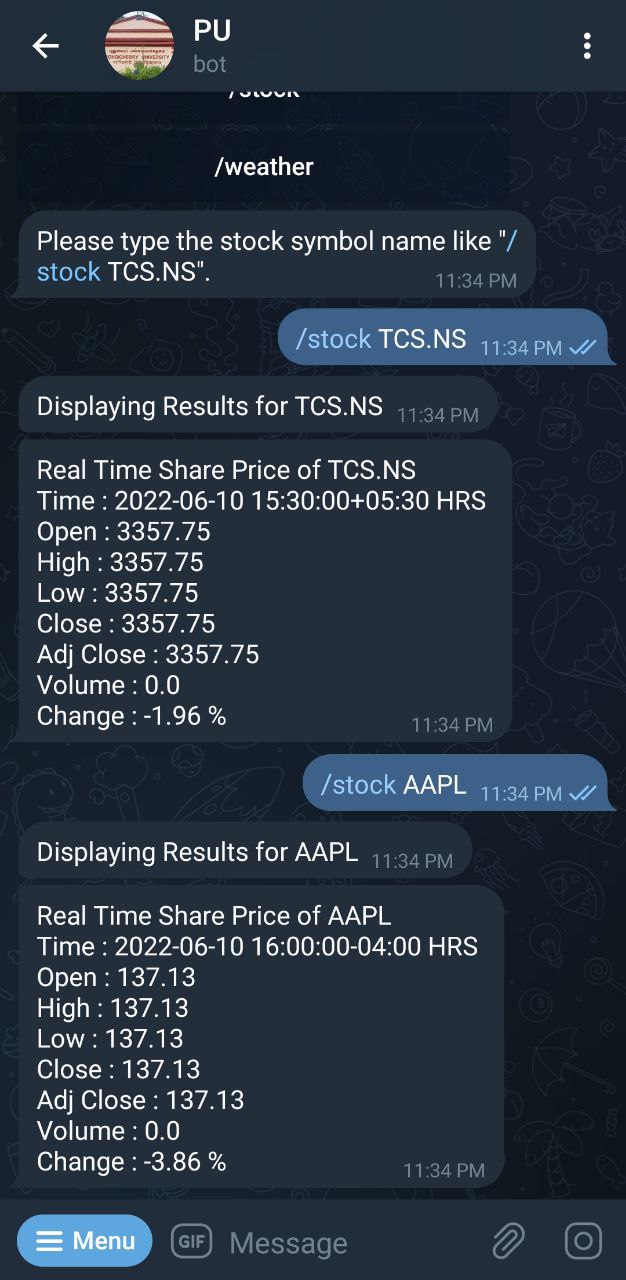 PU
bot
/stock
/weather
Please type the stock symbol name like "/
stock TCS.NS".
11:34 PM
/stock TCS.NS 11:34 PM
Displaying Results for TCS.NS 11:34 PM
Real Time Share Price of TCS.NS
Time : 2022-06-10 15:30:00+05:30 HRS
Open : 3357.75
High : 3357.75
Low : 3357.75
Close : 3357.75
Adj Close : 3357.75
Volume : 0.0
Change : -1.96 %
11:34 PM
/stock AAPL 11:34 PM
Displaying Results for AAPL 11:34 PM
Real Time Share Price of AAPL
Time : 2022-06-10 16:00:00-04:00 HRS
Open : 137.13
High : 137.13
Low : 137.13
Close : 137.13
Adj Close : 137.13
Volume : 0.0
Change : -3.86 %
11:34 PM
Menu
GIF
Message